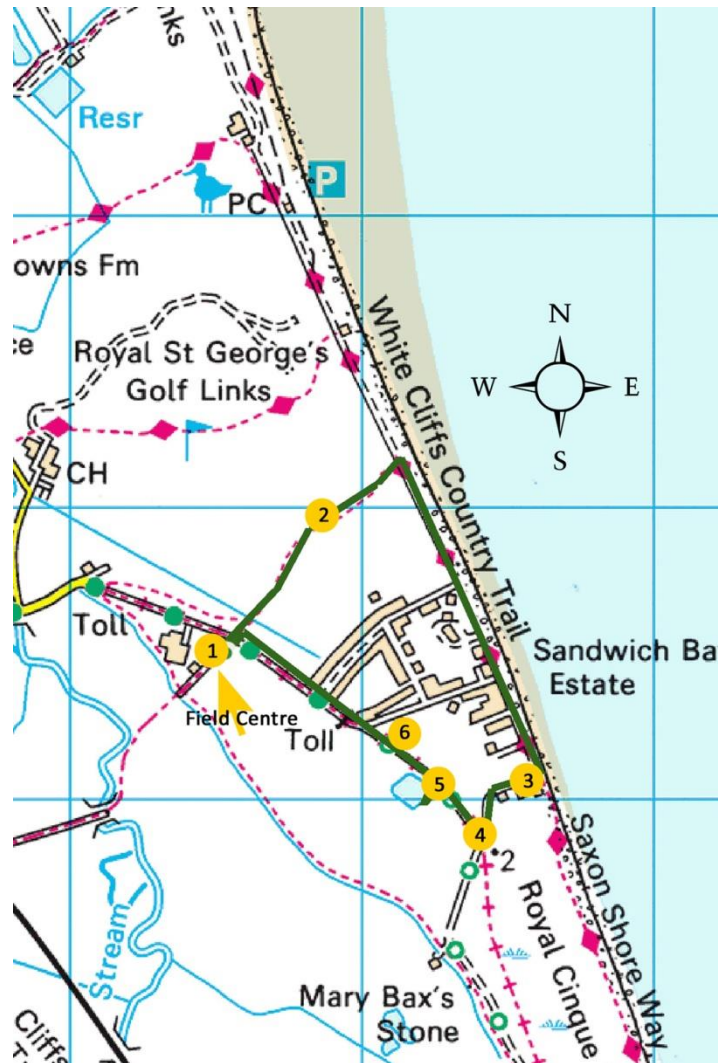 nks
Resr
P
PC
owns Fm
ce
Royal St George's
Golf Links
CH
White Cliffs Country Trail
N
W
E
S
2
Toll
1
Field Centre
Toll
Sandwich Ba
Estate
6
5
3
4
2
Saxon Shore Way
Royal Cinque
Stream
Mary Bax's
Stone
Cliffs